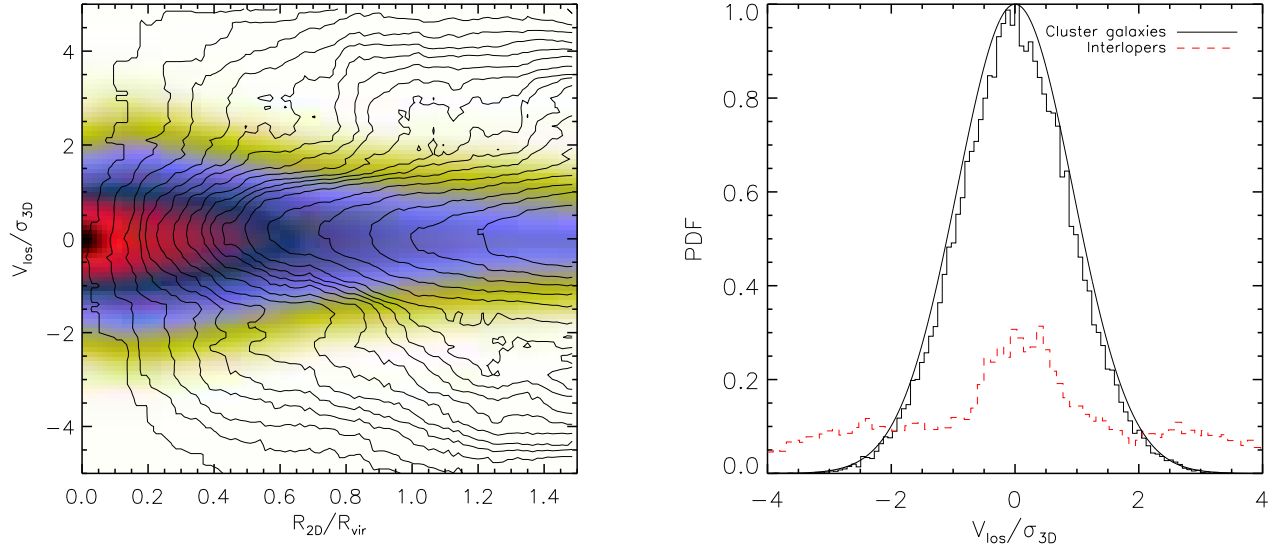 4
2
0
−2
−4
V_los/σ_3D
0.0 0.2 0.4 0.6 0.8 1.0 1.2 1.4
R_2D/R_vir
1.0
0.8
0.6
0.4
0.2
0.0
PDF
Cluster galaxies
Interlopers
−4 −2 0 2 4
V_los/σ_3D